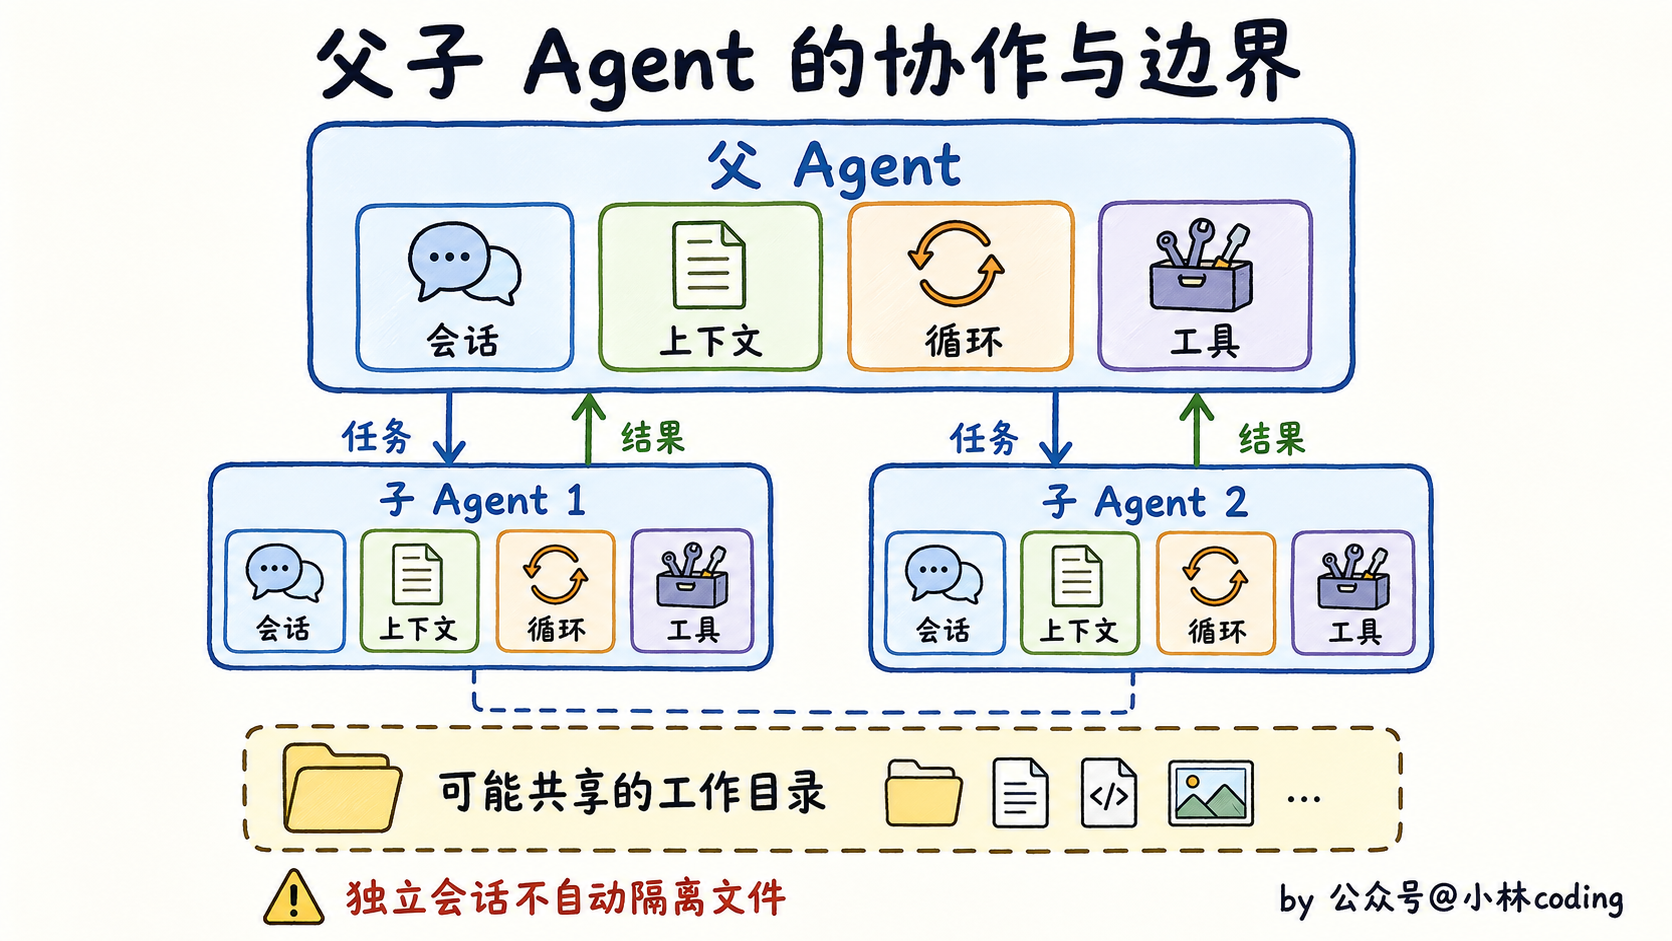 父子 Agent 的协作与边界
父 Agent
会话
上下文
循环
工具
任务
结果
任务
结果
子 Agent 1
会话
上下文
循环
工具
子 Agent 2
会话
上下文
循环
工具
可能共享的工作目录
</>
...
独立会话不自动隔离文件
by 公众号@小林coding